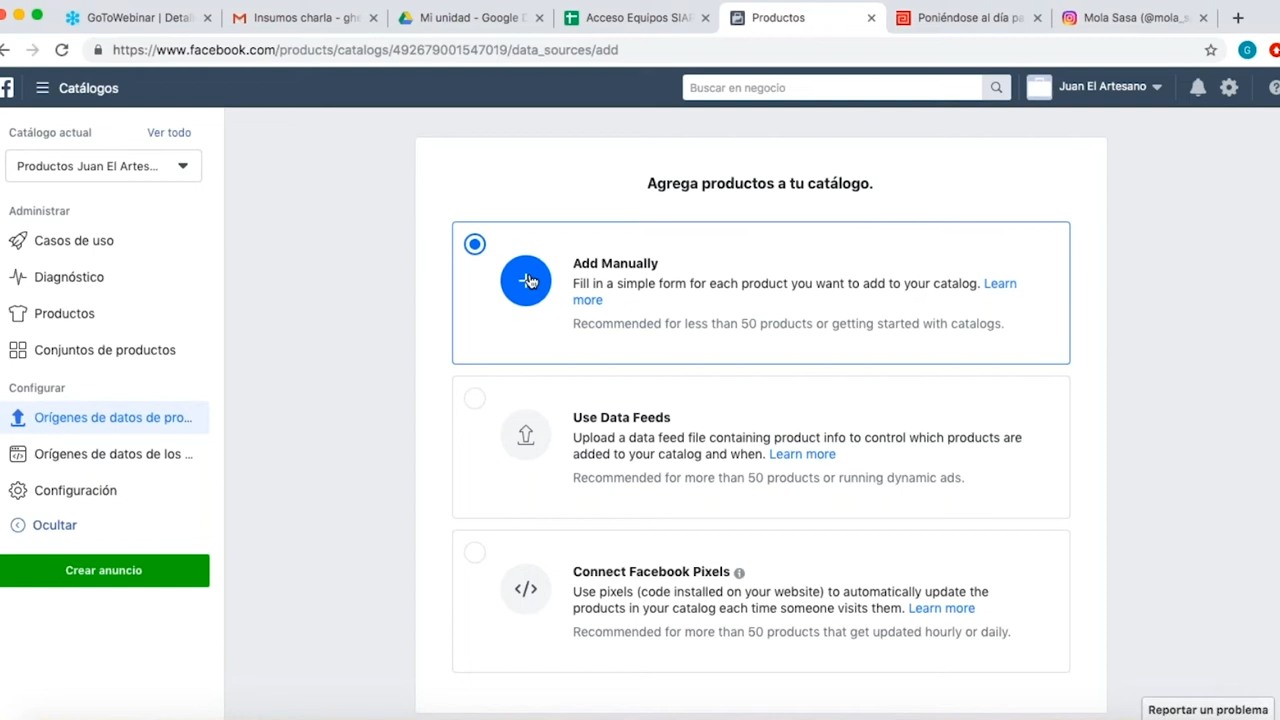 GoToWebinar | Detail
Insumos charla - gh
Mi unidad - Google D
Acceso Equipos SIAF
Productos
Poniéndose al día pa
Mola Sasa (@mola_s
https://www.facebook.com/products/catalogs/492679001547019/data_sources/add
G
Catálogos
Buscar en negocio
Juan El Artesano
Catálogo actual
Ver todo
Productos Juan El Artes...
Administrar
Casos de uso
Diagnóstico
Productos
Conjuntos de productos
Configurar
Orígenes de datos de pro...
Orígenes de datos de los ...
Configuración
Ocultar
Crear anuncio
Agrega productos a tu catálogo.
Add Manually
Fill in a simple form for each product you want to add to your catalog. Learn
more
Recommended for less than 50 products or getting started with catalogs.
Use Data Feeds
Upload a data feed file containing product info to control which products are
added to your catalog and when. Learn more
Recommended for more than 50 products or running dynamic ads.
Connect Facebook Pixels
Use pixels (code installed on your website) to automatically update the
products in your catalog each time someone visits them. Learn more
Recommended for more than 50 products that get updated hourly or daily.
Reportar un problema